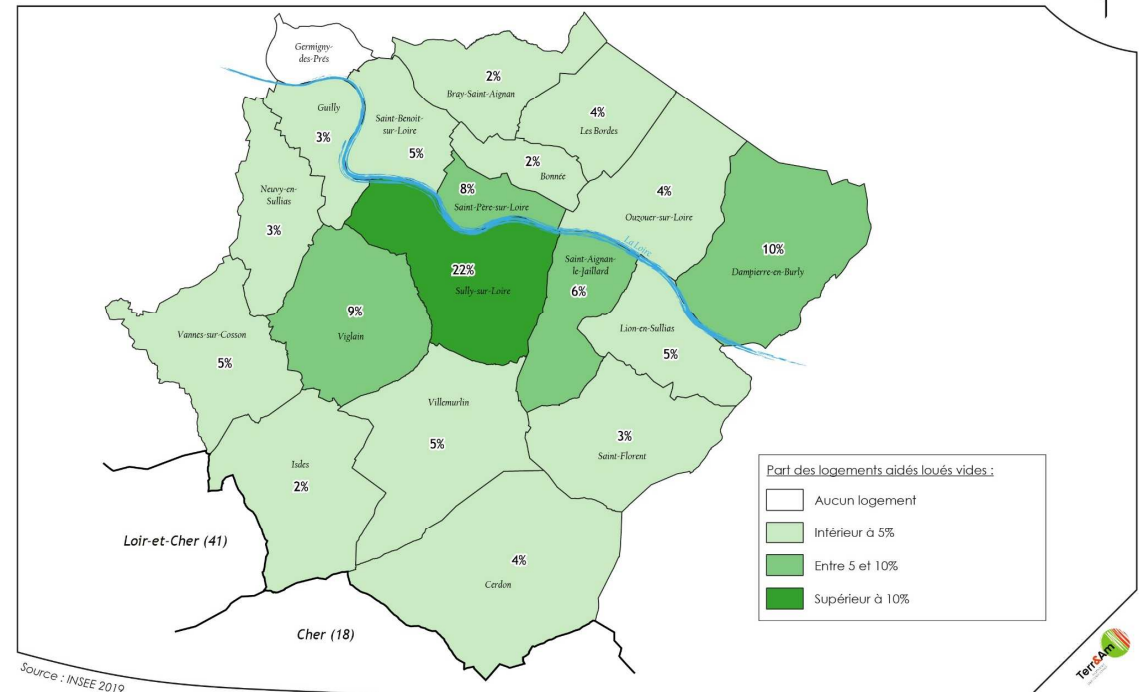 Germigny-
des-Prés
2%
Bray-Saint-Aignan
Guilly
3%
Saint-Benoit-
sur-Loire
5%
4%
Les Bordes
2%
Bonnée
Neuvy-en-
Sullias
3%
8%
Saint-Père-sur-Loire
4%
Ouzouer-sur-Loire
La Loire
10%
Dampierre-en-Burly
22%
Sully-sur-Loire
Saint-Aignan-
le-Jaillard
6%
9%
Viglain
Vannes-sur-Cosson
5%
Lion-en-Sullias
5%
Villemurlin
5%
3%
Saint-Florent
Isdes
2%
4%
Cerdon
Loir-et-Cher (41)
Cher (18)
Part des logements aidés loués vides :
Aucun logement
Inférieur à 5%
Entre 5 et 10%
Supérieur à 10%
Source : INSEE 2019
Terr&Am